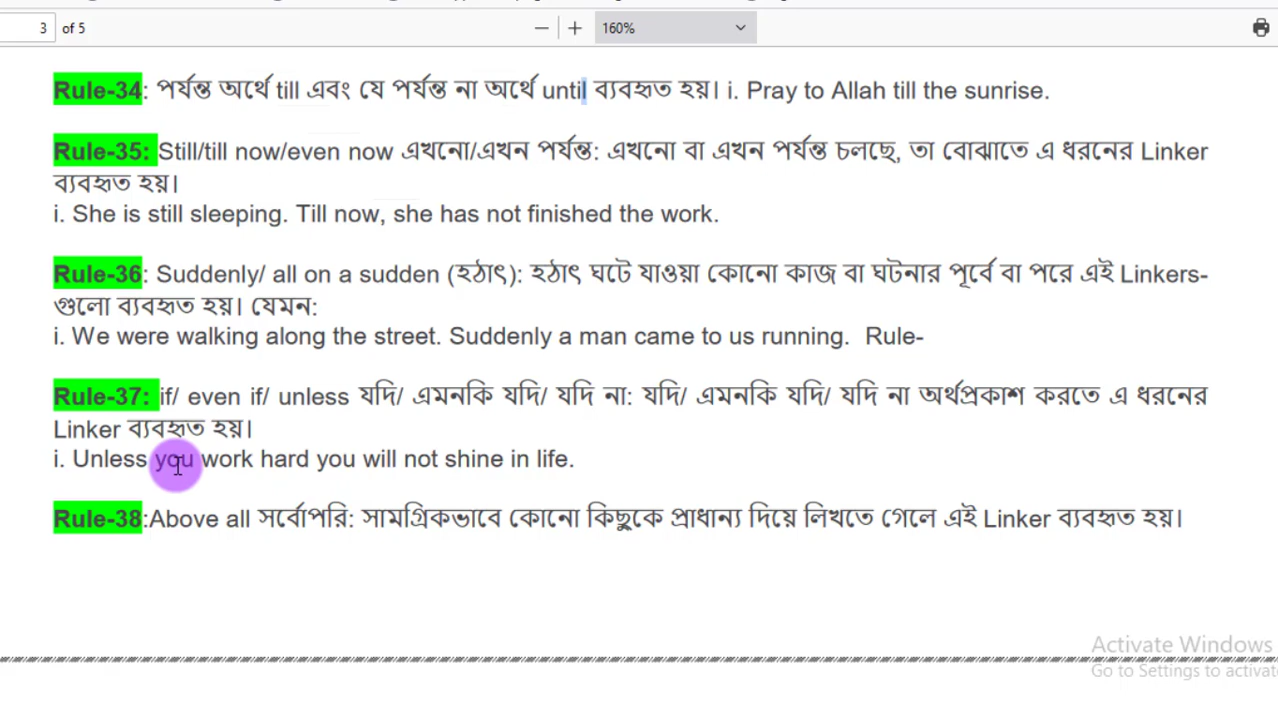 3 of 5 160%
Rule-34: পর্যন্ত অর্থে till এবং যে পর্যন্ত না অর্থে until ব্যবহৃত হয়। i. Pray to Allah till the sunrise.
Rule-35: Still/till now/even now এখনো/এখন পর্যন্ত: এখনো বা এখন পর্যন্ত চলছে, তা বোঝাতে এ ধরনের Linker
ব্যবহৃত হয়।
i. She is still sleeping. Till now, she has not finished the work.
Rule-36: Suddenly/ all on a sudden (হঠাৎ): হঠাৎ ঘটে যাওয়া কোনো কাজ বা ঘটনার পূর্বে বা পরে এই Linkers-
গুলো ব্যবহৃত হয়। যেমন:
i. We were walking along the street. Suddenly a man came to us running. Rule-
Rule-37: if/ even if/ unless যদি/ এমনকি যদি/ যদি না: যদি/ এমনকি যদি/ যদি না অর্থপ্রকাশ করতে এ ধরনের
Linker ব্যবহৃত হয়।
i. Unless you work hard you will not shine in life.
Rule-38:Above all সর্বোপরি: সামগ্রিকভাবে কোনো কিছুকে প্রাধান্য দিয়ে লিখতে গেলে এই Linker ব্যবহৃত হয়।
Activate Windows
Go to Settings to activat